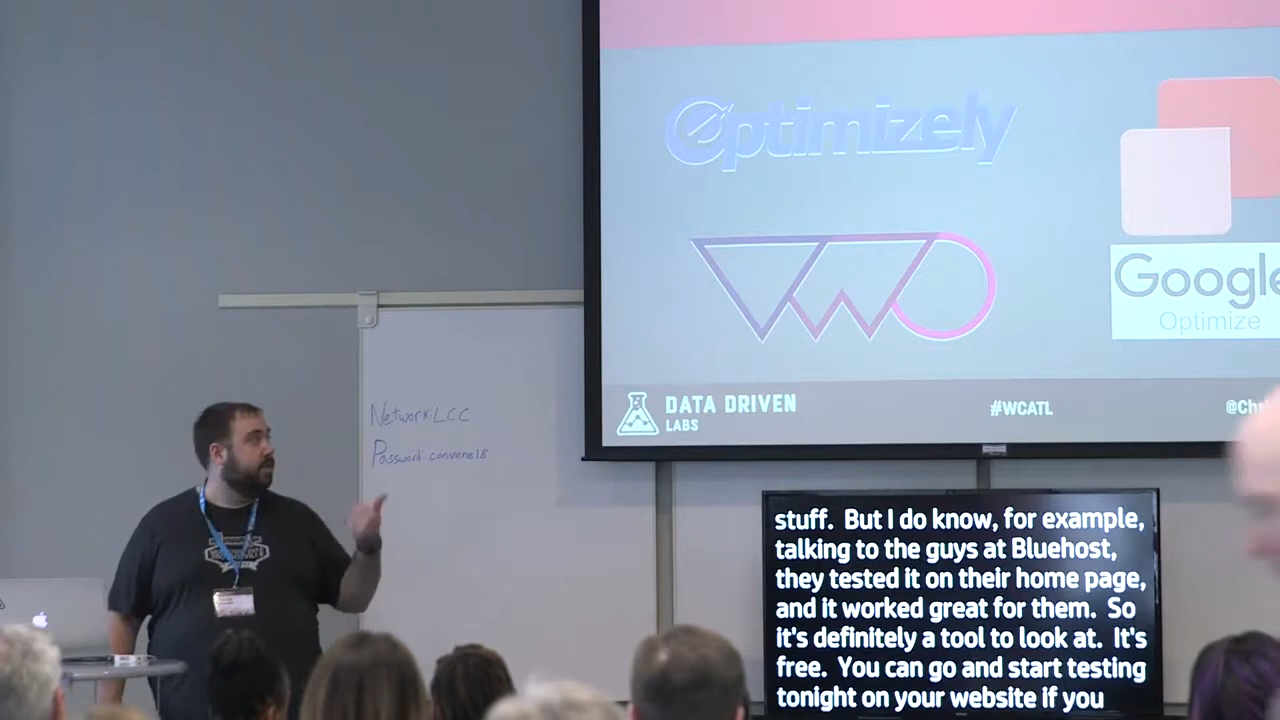 Optimizely
VWO
Google
Optimize
DATA DRIVEN
LABS
#WCATL
@Ch
Network: LCC
Password: convene18
stuff. But I do know, for example,
talking to the guys at Bluehost,
they tested it on their home page,
and it worked great for them. So
it's definitely a tool to look at. It's
free. You can go and start testing
tonight on your website if you